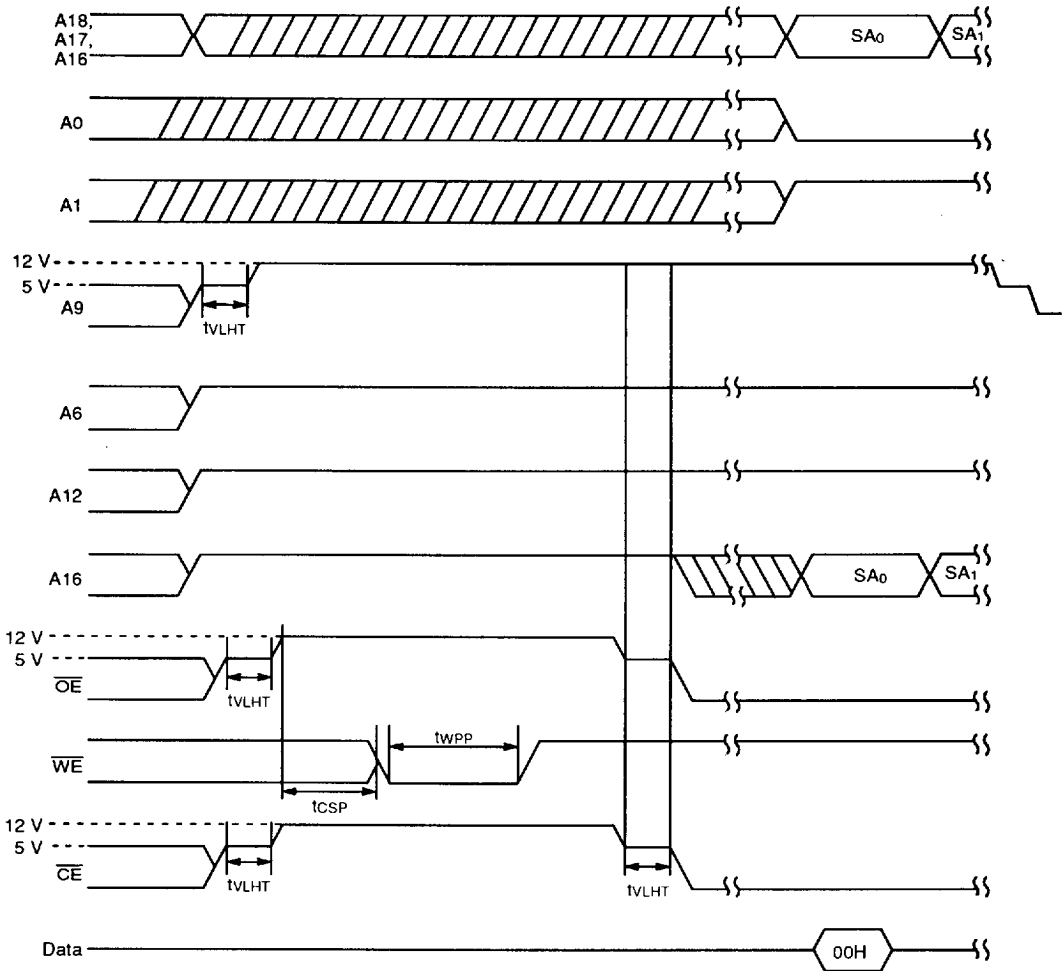 A18,
A17,
A16
SA0
SA1
A0
A1
12 V
5 V
A9
tVLHT
A6
A12
A16
SA0
SA1
12 V
5 V
OE
tVLHT
WE
tWPP
tCSP
12 V
5 V
CE
tVLHT
tVLHT
Data
00H